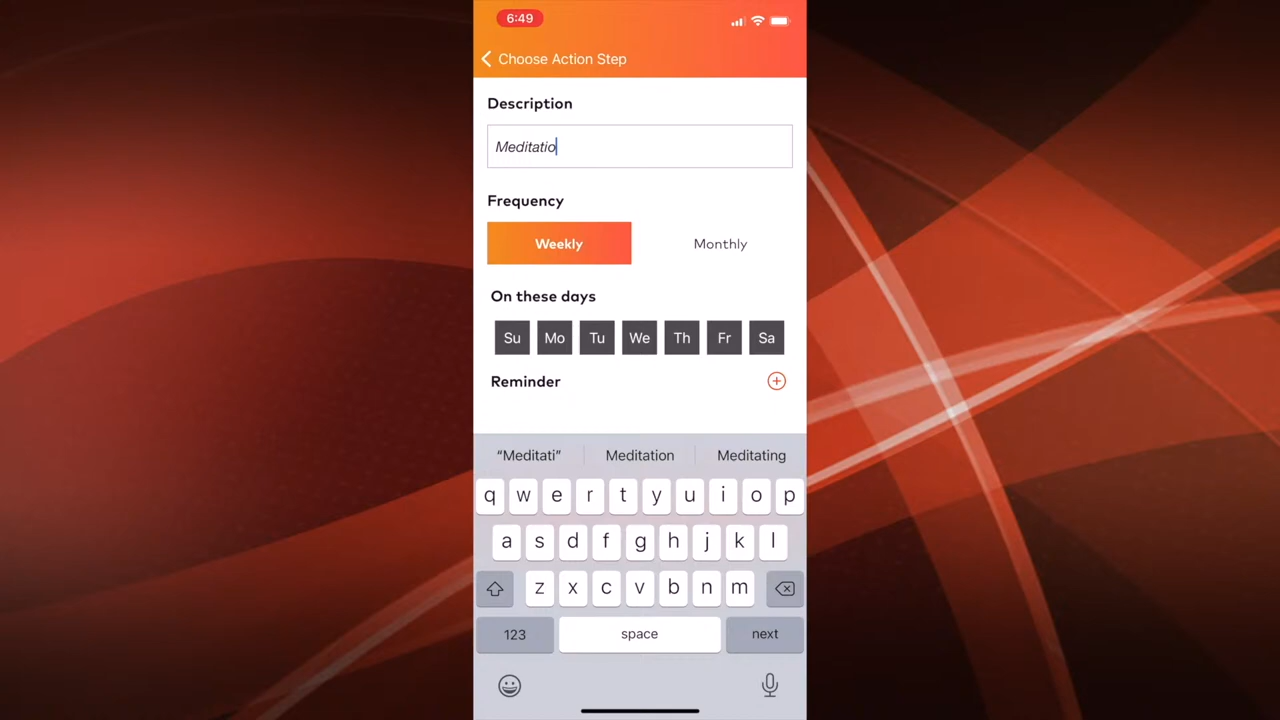 6:49
Choose Action Step
Description
Meditatio
Frequency
Weekly Monthly
On these days
Su Mo Tu We Th Fr Sa
Reminder
“Meditati” Meditation Meditating
q w e r t y u i o p
a s d f g h j k l
z x c v b n m
123 space next